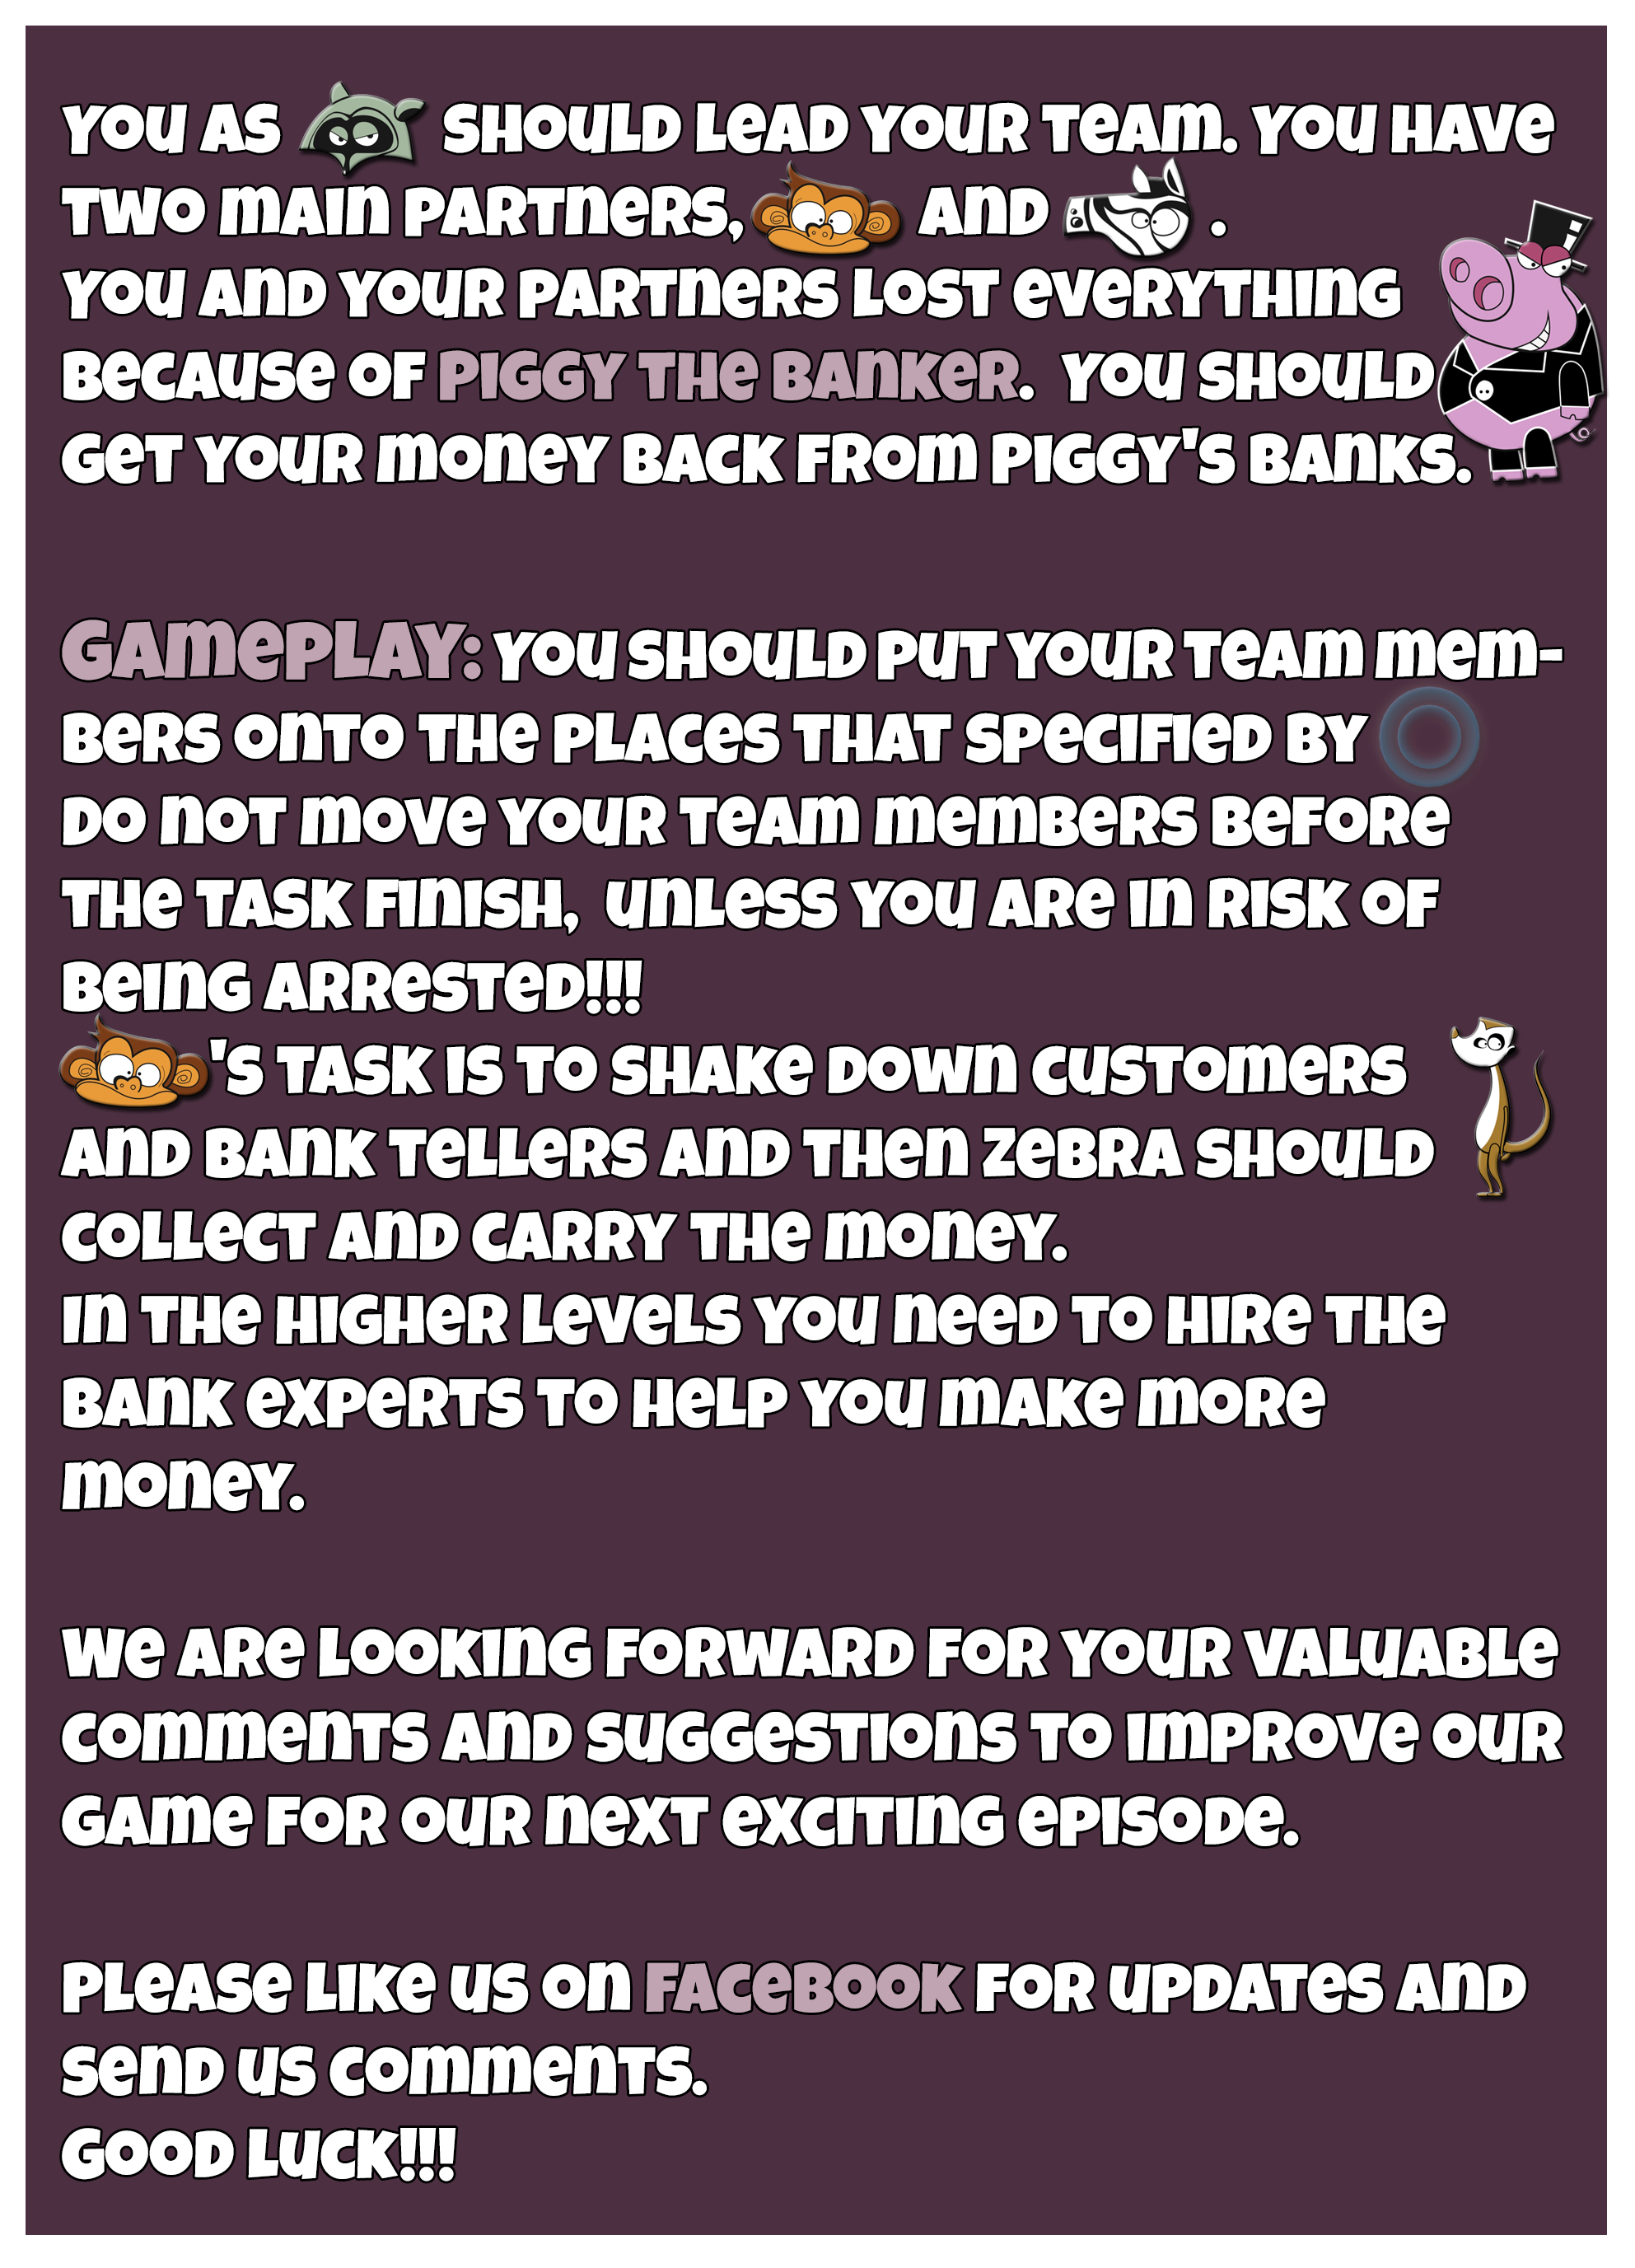 You as should lead your team. You have
two main partners, and .
You and your partners lost everything
because of Piggy the Banker. You should
get your money back from Piggy's banks.
Gameplay: You should put your team mem-
bers onto the places that specified by
Do not move your team members before
the task finish, unless you are in risk of
being arrested!!!
's task is to shake down customers
and bank tellers and then zebra should
collect and carry the money.
In the higher levels you need to hire the
bank experts to help you make more
money.
We are looking forward for your valuable
comments and suggestions to improve our
game for our next exciting episode.
Please like us on Facebook for updates and
send us comments.
Good Luck!!!